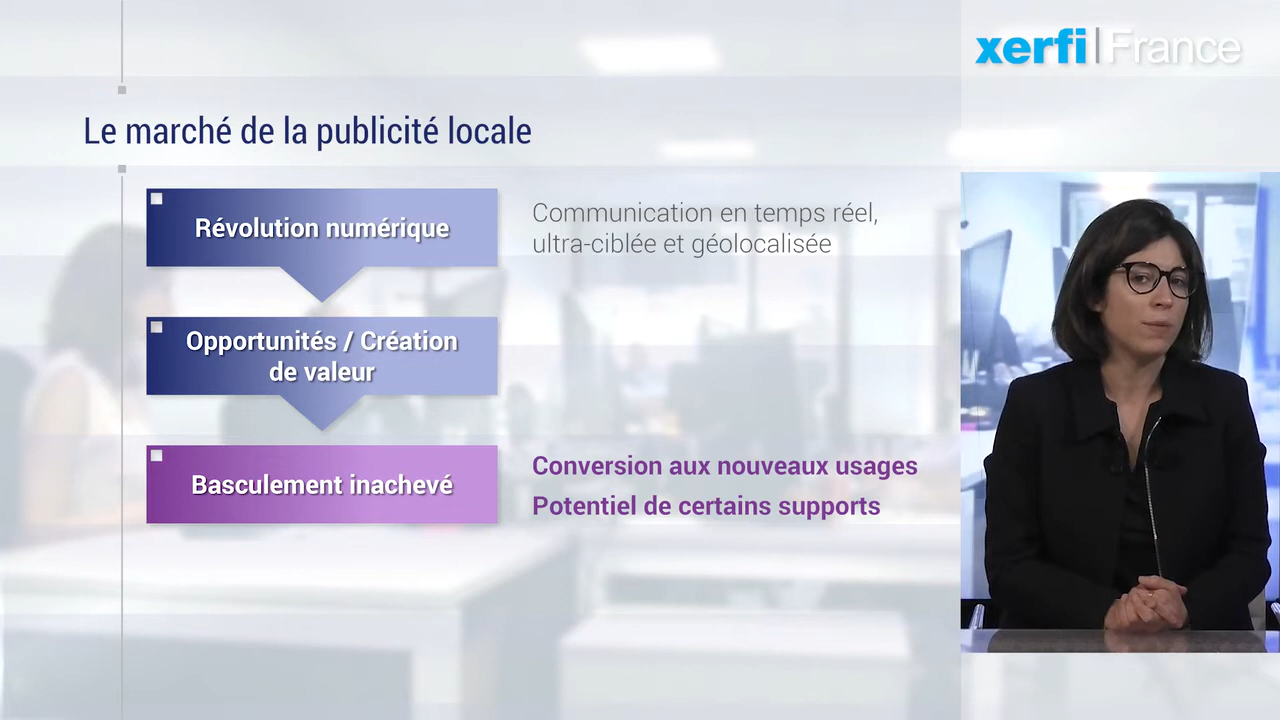 xerfi France
Le marché de la publicité locale
Révolution numérique
Communication en temps réel,
ultra-ciblée et géolocalisée
Opportunités / Création
de valeur
Basculement inachevé
Conversion aux nouveaux usages
Potentiel de certains supports